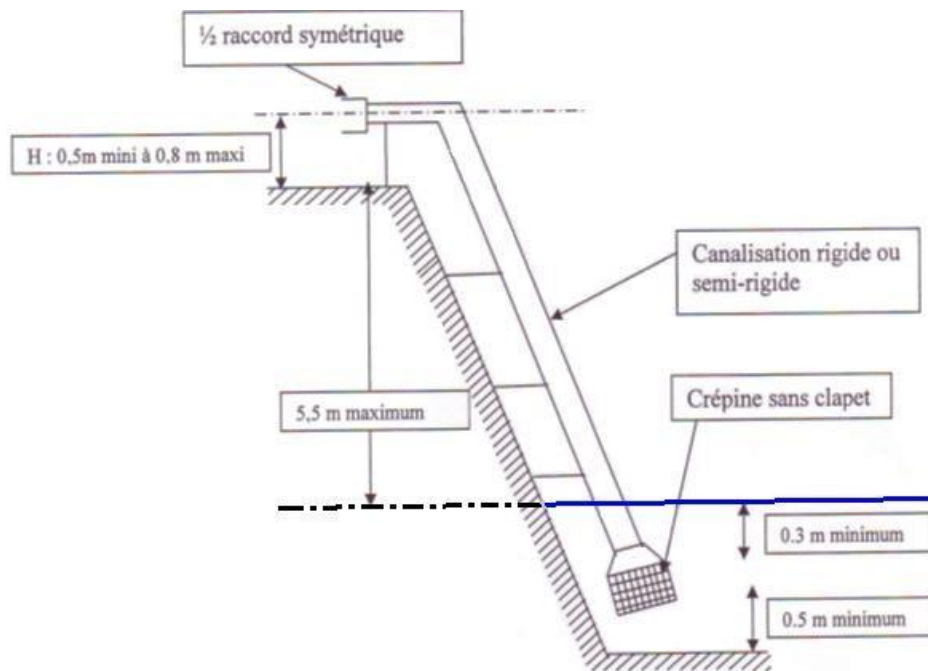 ½ raccord symétrique
H : 0,5m mini à 0,8 m maxi
Canalisation rigide ou
semi-rigide
Crépine sans clapet
5,5 m maximum
0.3 m minimum
0.5 m minimum